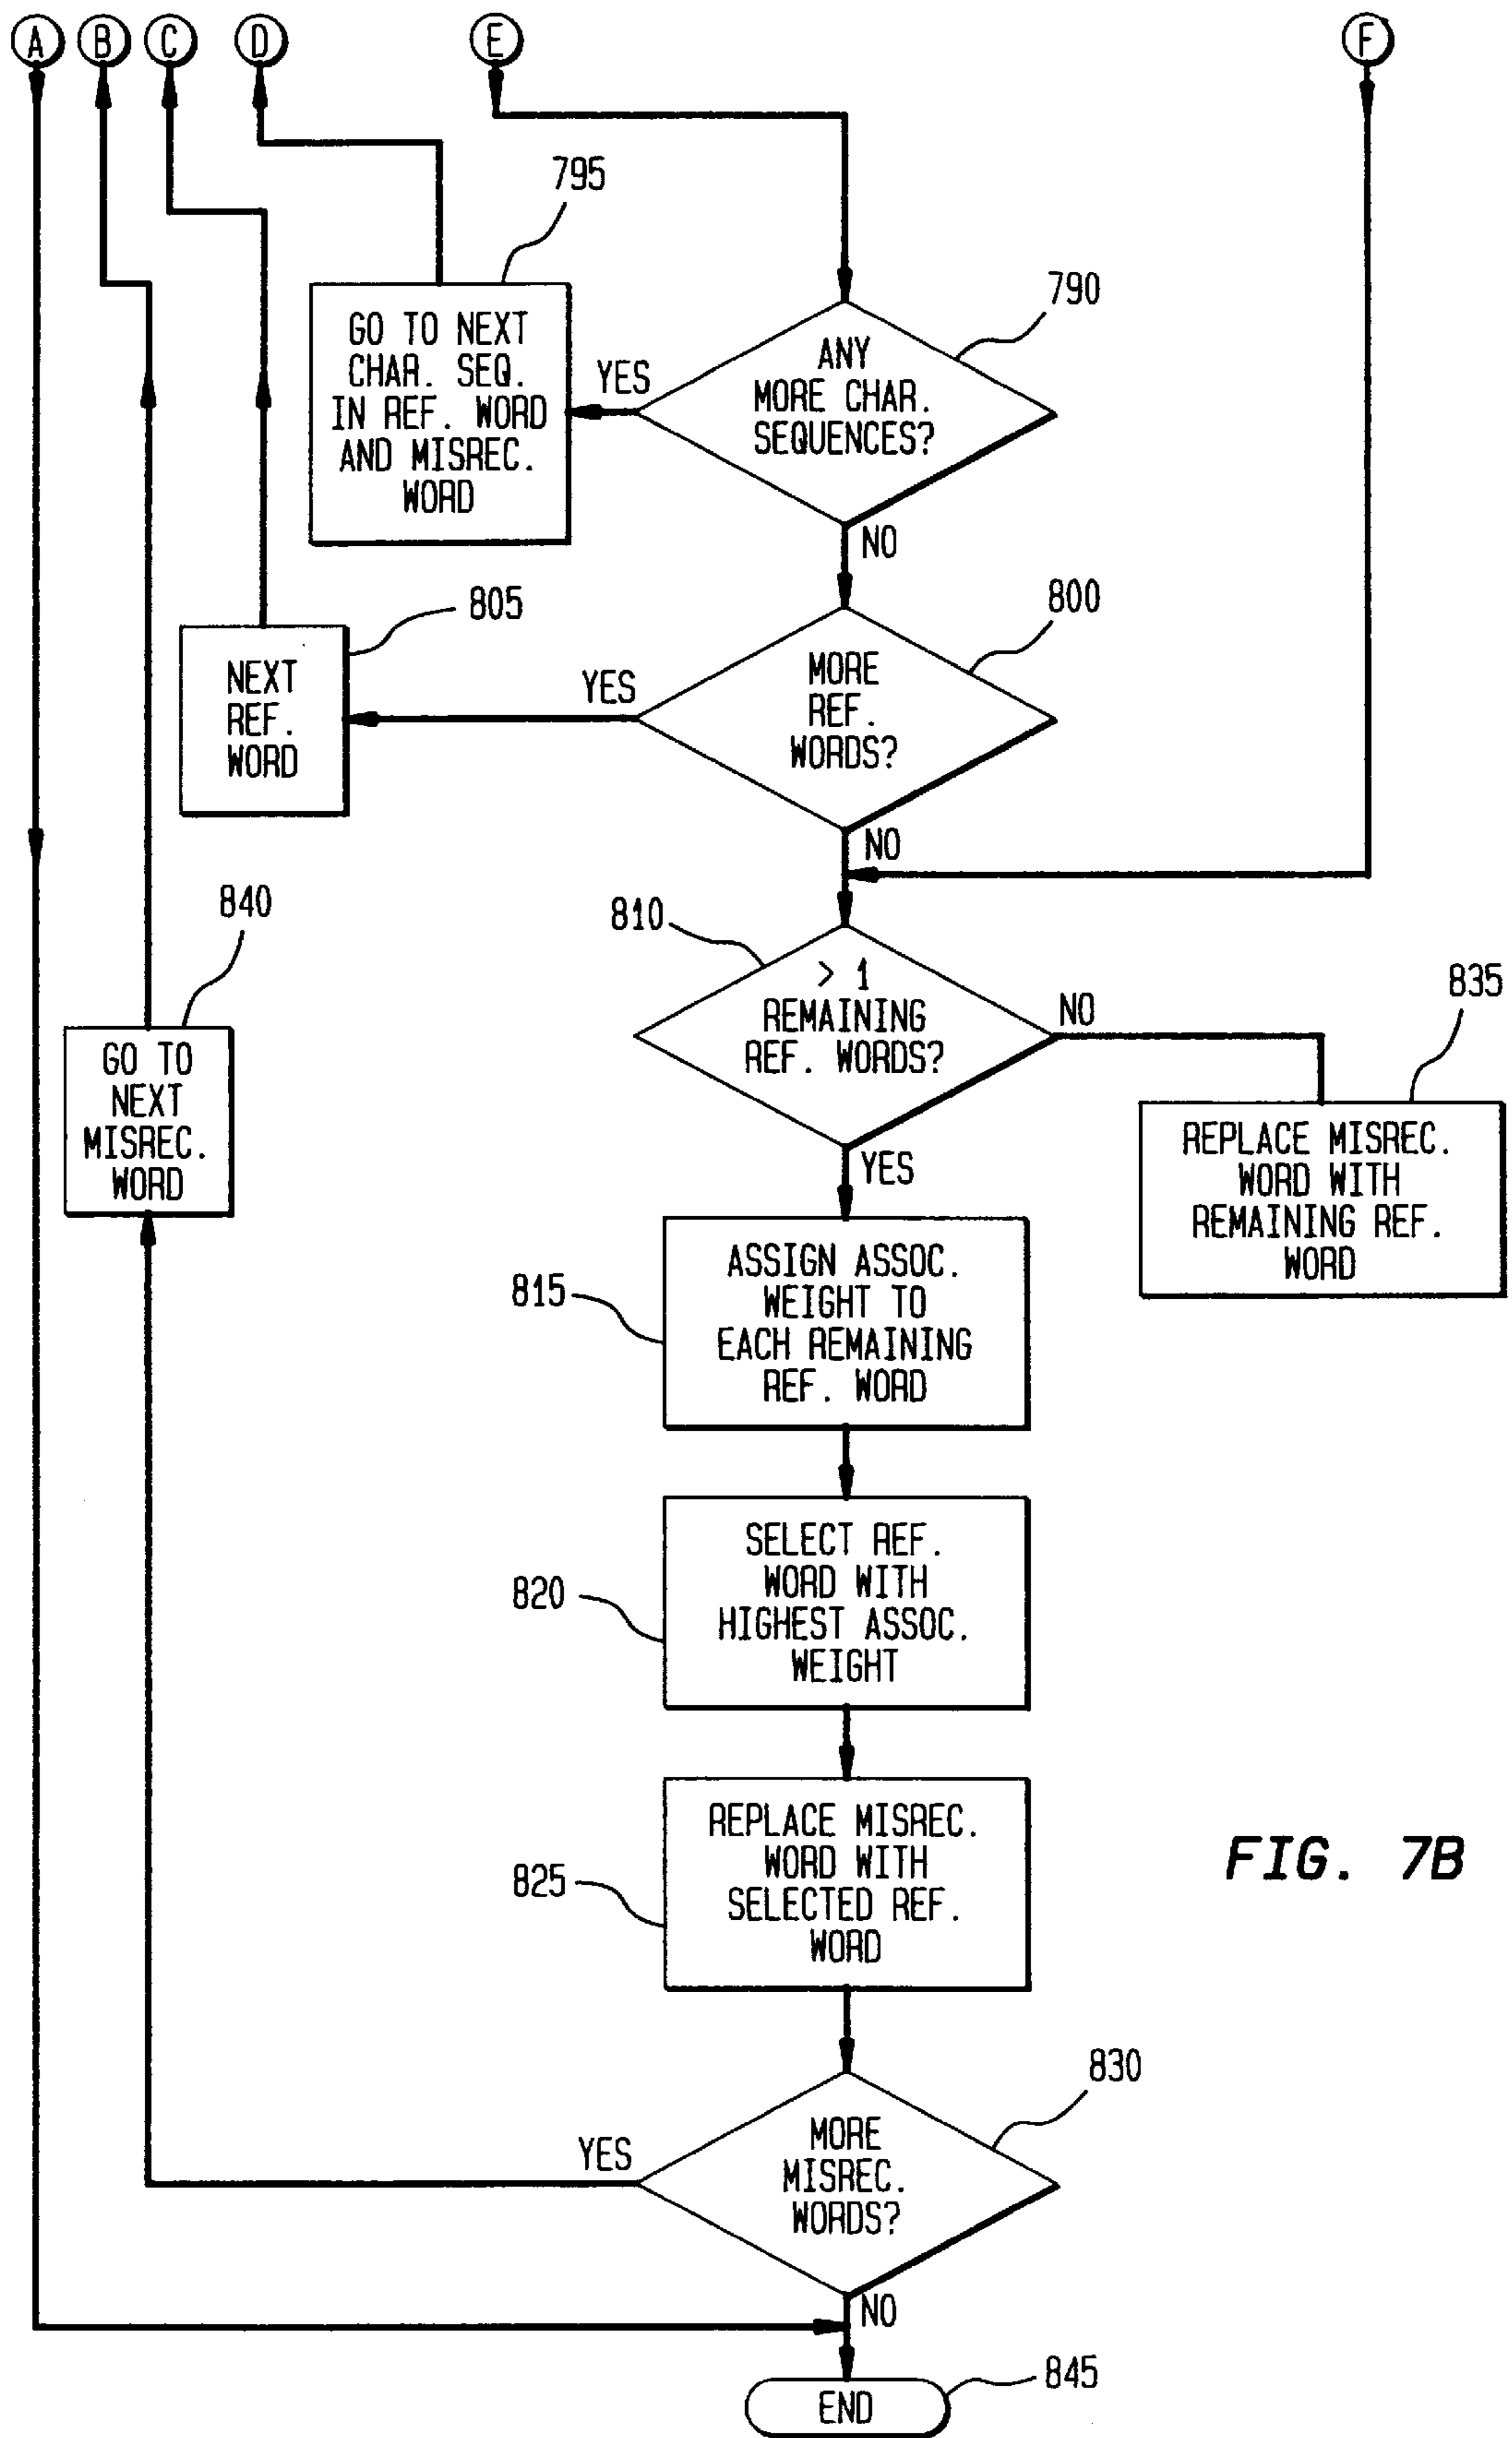 A B C D E F
795
790
GO TO NEXT
CHAR. SEQ.
IN REF. WORD
AND MISREC.
WORD
YES
ANY
MORE CHAR.
SEQUENCES?
NO
805
800
NEXT
REF.
WORD
YES
MORE
REF.
WORDS?
NO
840
810
> 1
REMAINING
REF. WORDS?
NO
835
GO TO
NEXT
MISREC.
WORD
YES
REPLACE MISREC.
WORD WITH
REMAINING REF.
WORD
815
ASSIGN ASSOC.
WEIGHT TO
EACH REMAINING
REF. WORD
820
SELECT REF.
WORD WITH
HIGHEST ASSOC.
WEIGHT
825
REPLACE MISREC.
WORD WITH
SELECTED REF.
WORD
FIG. 7B
830
YES
MORE
MISREC.
WORDS?
NO
845
END